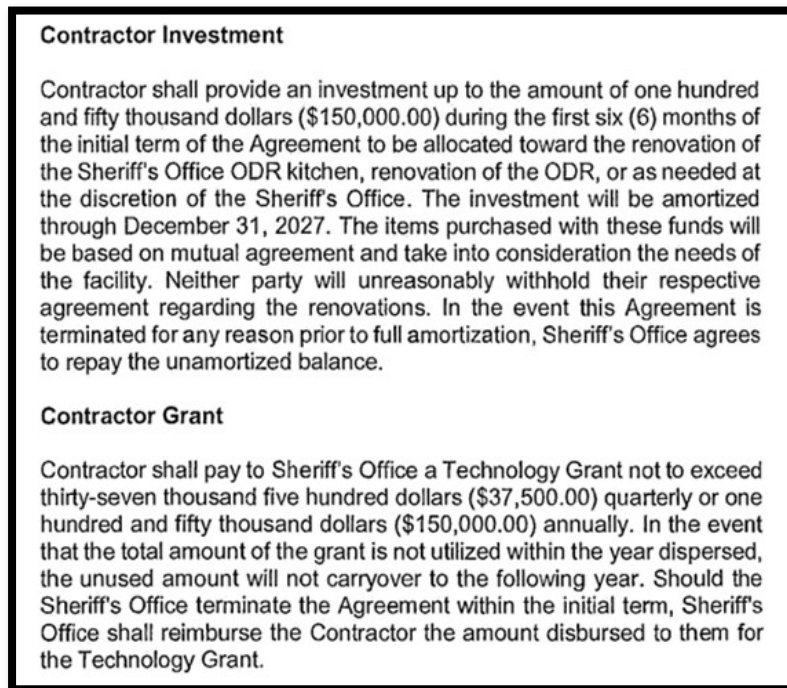 Contractor Investment
Contractor shall provide an investment up to the amount of one hundred
and fifty thousand dollars ($150,000.00) during the first six (6) months of
the initial term of the Agreement to be allocated toward the renovation of
the Sheriff's Office ODR kitchen, renovation of the ODR, or as needed at
the discretion of the Sheriff's Office. The investment will be amortized
through December 31, 2027. The items purchased with these funds will
be based on mutual agreement and take into consideration the needs of
the facility. Neither party will unreasonably withhold their respective
agreement regarding the renovations. In the event this Agreement is
terminated for any reason prior to full amortization, Sheriff's Office agrees
to repay the unamortized balance.
Contractor Grant
Contractor shall pay to Sheriff's Office a Technology Grant not to exceed
thirty-seven thousand five hundred dollars ($37,500.00) quarterly or one
hundred and fifty thousand dollars ($150,000.00) annually. In the event
that the total amount of the grant is not utilized within the year dispersed,
the unused amount will not carryover to the following year. Should the
Sheriff's Office terminate the Agreement within the initial term, Sheriff's
Office shall reimburse the Contractor the amount disbursed to them for
the Technology Grant.